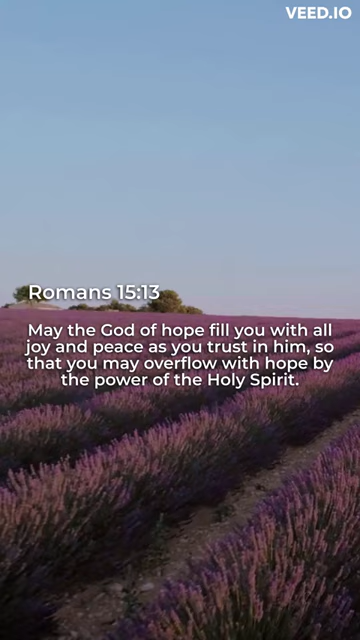 VEED.IO
Romans 15:13
May the God of hope fill you with all
joy and peace as you trust in him, so
that you may overflow with hope by
the power of the Holy Spirit.